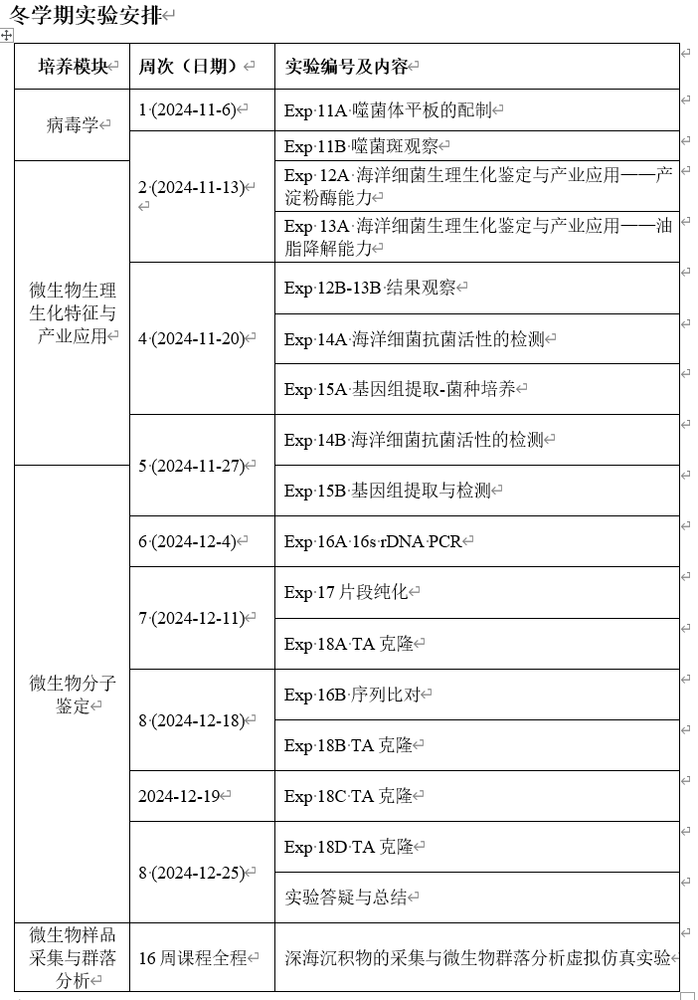 冬学期实验安排
培养模块
周次（日期）
实验编号及内容
病毒学
1 (2024-11-6)
Exp 11A 噬菌体平板的配制
2 (2024-11-13)
Exp 11B 噬菌斑观察
微生物生理
生化特征与
产业应用
Exp 12A 海洋细菌生理生化鉴定与产业应用——产
淀粉酶能力
Exp 13A 海洋细菌生理生化鉴定与产业应用——油
脂降解能力
4 (2024-11-20)
Exp 12B-13B 结果观察
Exp 14A 海洋细菌抗菌活性的检测
Exp 15A 基因组提取-菌种培养
5 (2024-11-27)
Exp 14B 海洋细菌抗菌活性的检测
微生物分子
鉴定
Exp 15B 基因组提取与检测
6 (2024-12-4)
Exp 16A 16s rDNA PCR
7 (2024-12-11)
Exp 17 片段纯化
Exp 18A TA 克隆
8 (2024-12-18)
Exp 16B 序列比对
Exp 18B TA 克隆
2024-12-19
Exp 18C TA 克隆
8 (2024-12-25)
Exp 18D TA 克隆
实验答疑与总结
微生物样品
采集与群落
分析
16 周课程全程
深海沉积物的采集与微生物群落分析虚拟仿真实验